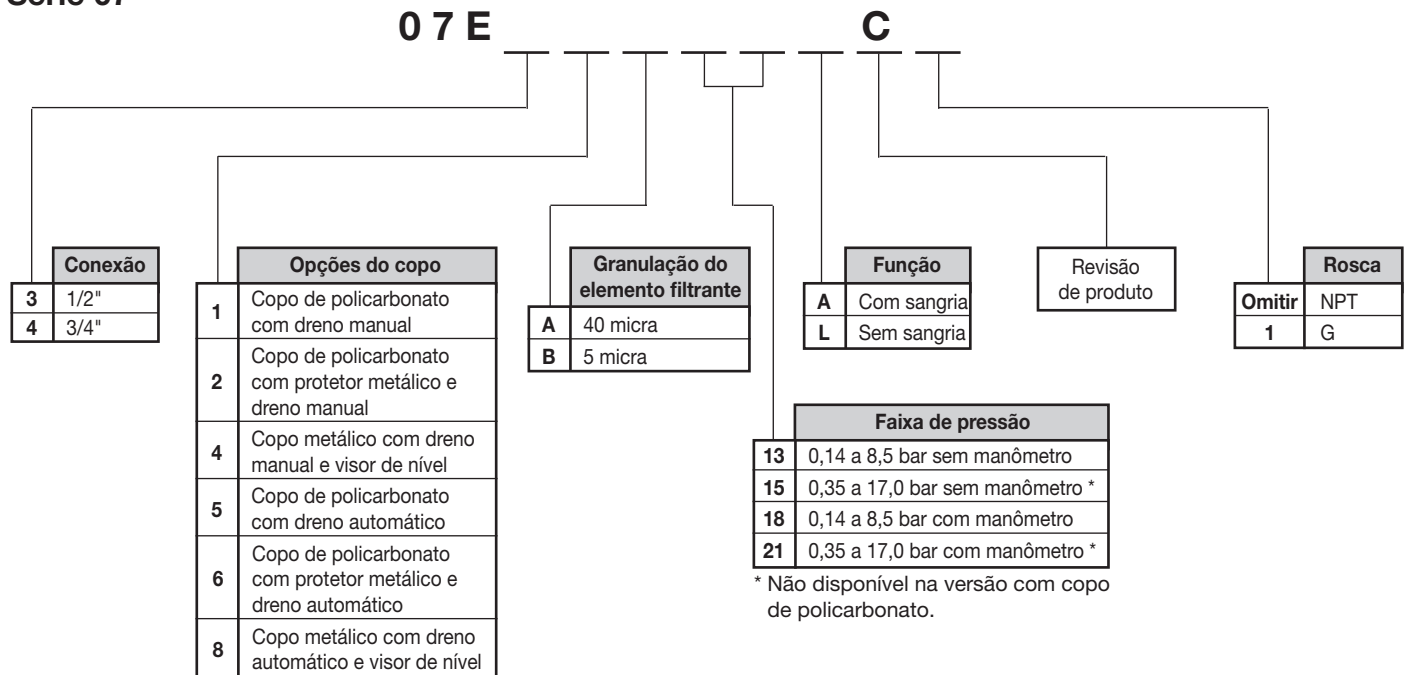 0 7 E C
Conexão
3 1/2"
4 3/4"
Opções do copo
1 Copo de policarbonato
com dreno manual
2 Copo de policarbonato
com protetor metálico e
dreno manual
4 Copo metálico com dreno
manual e visor de nível
5 Copo de policarbonato
com dreno automático
6 Copo de policarbonato
com protetor metálico e
dreno automático
8 Copo metálico com dreno
automático e visor de nível
Granulação do
elemento filtrante
A 40 micra
B 5 micra
Função
A Com sangria
L Sem sangria
Revisão
de produto
Rosca
Omitir NPT
1 G
Faixa de pressão
13 0,14 a 8,5 bar sem manômetro
15 0,35 a 17,0 bar sem manômetro *
18 0,14 a 8,5 bar com manômetro
21 0,35 a 17,0 bar com manômetro *
* Não disponível na versão com copo
de policarbonato.